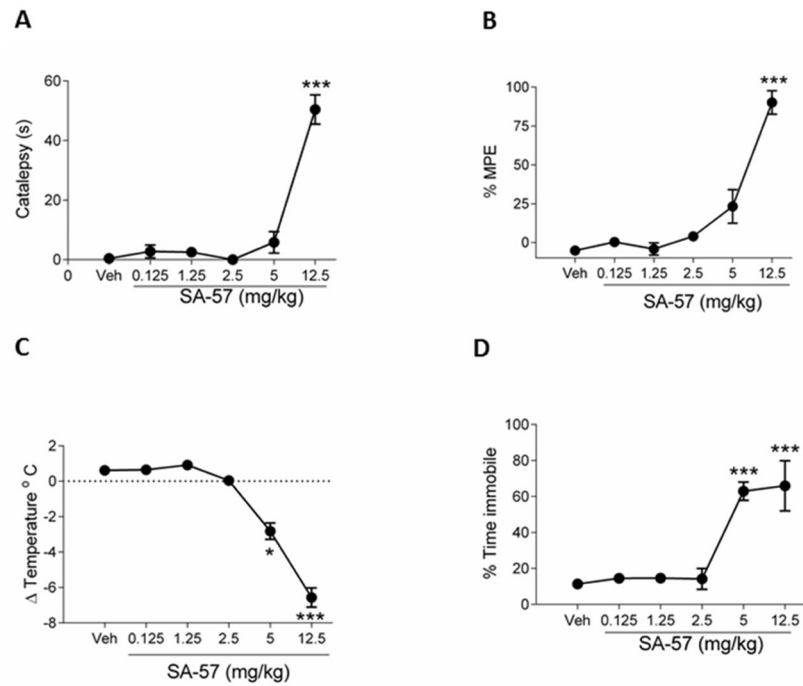 A
Catalepsy (s)
60
40
20
0
***
0 Veh 0.125 1.25 2.5 5 12.5
SA-57 (mg/kg)
B
% MPE
100
75
50
25
0
***
Veh 0.125 1.25 2.5 5 12.5
SA-57 (mg/kg)
C
Δ Temperature ° C
2
0
-2
-4
-6
-8
*
***
Veh 0.125 1.25 2.5 5 12.5
SA-57 (mg/kg)
D
% Time immobile
100
80
60
40
20
0
*** ***
Veh 0.125 1.25 2.5 5 12.5
SA-57 (mg/kg)